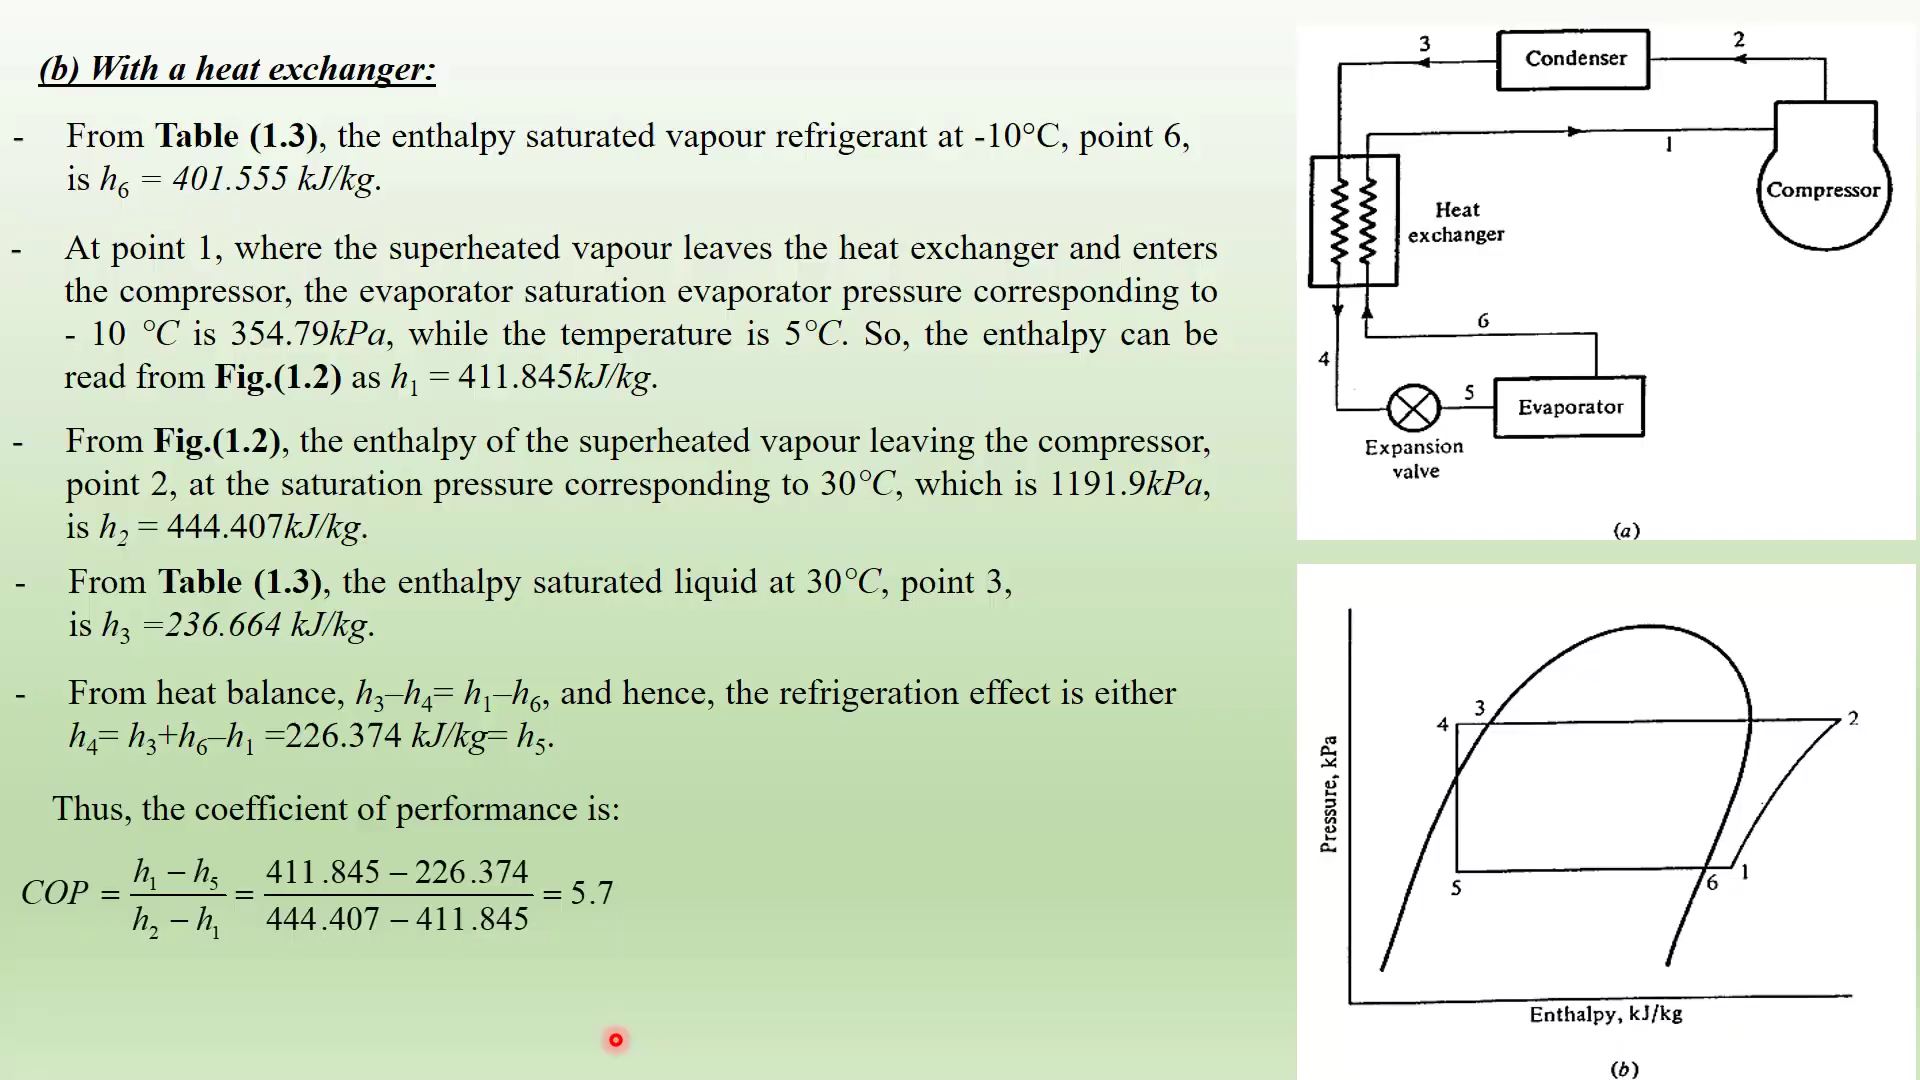 (b) With a heat exchanger:
- From Table (1.3), the enthalpy saturated vapour refrigerant at -10°C, point 6,
is h6 = 401.555 kJ/kg.
- At point 1, where the superheated vapour leaves the heat exchanger and enters
the compressor, the evaporator saturation evaporator pressure corresponding to
- 10 °C is 354.79kPa, while the temperature is 5°C. So, the enthalpy can be
read from Fig.(1.2) as h1 = 411.845kJ/kg.
- From Fig.(1.2), the enthalpy of the superheated vapour leaving the compressor,
point 2, at the saturation pressure corresponding to 30°C, which is 1191.9kPa,
is h2 = 444.407kJ/kg.
- From Table (1.3), the enthalpy saturated liquid at 30°C, point 3,
is h3 =236.664 kJ/kg.
- From heat balance, h3–h4= h1–h6, and hence, the refrigeration effect is either
h4= h3+h6–h1 =226.374 kJ/kg= h5.
Thus, the coefficient of performance is:
COP = (h1 − h5)/(h2 − h1) = (411.845 − 226.374)/(444.407 − 411.845) = 5.7
3
Condenser
2
1
Compressor
Heat
exchanger
6
4
5
Evaporator
Expansion
valve
(a)
Pressure, kPa
4
3
2
5
6
1
Enthalpy, kJ/kg
(b)